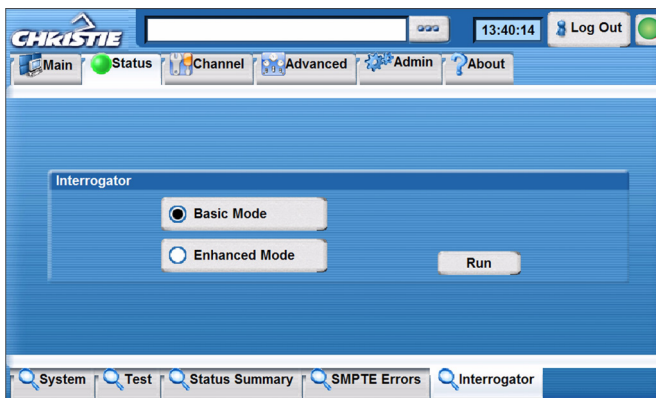 CHRISTIE 13:40:14 Log Out
Main Status Channel Advanced Admin About
Interrogator
Basic Mode
Enhanced Mode
Run
System Test Status Summary SMPTE Errors Interrogator